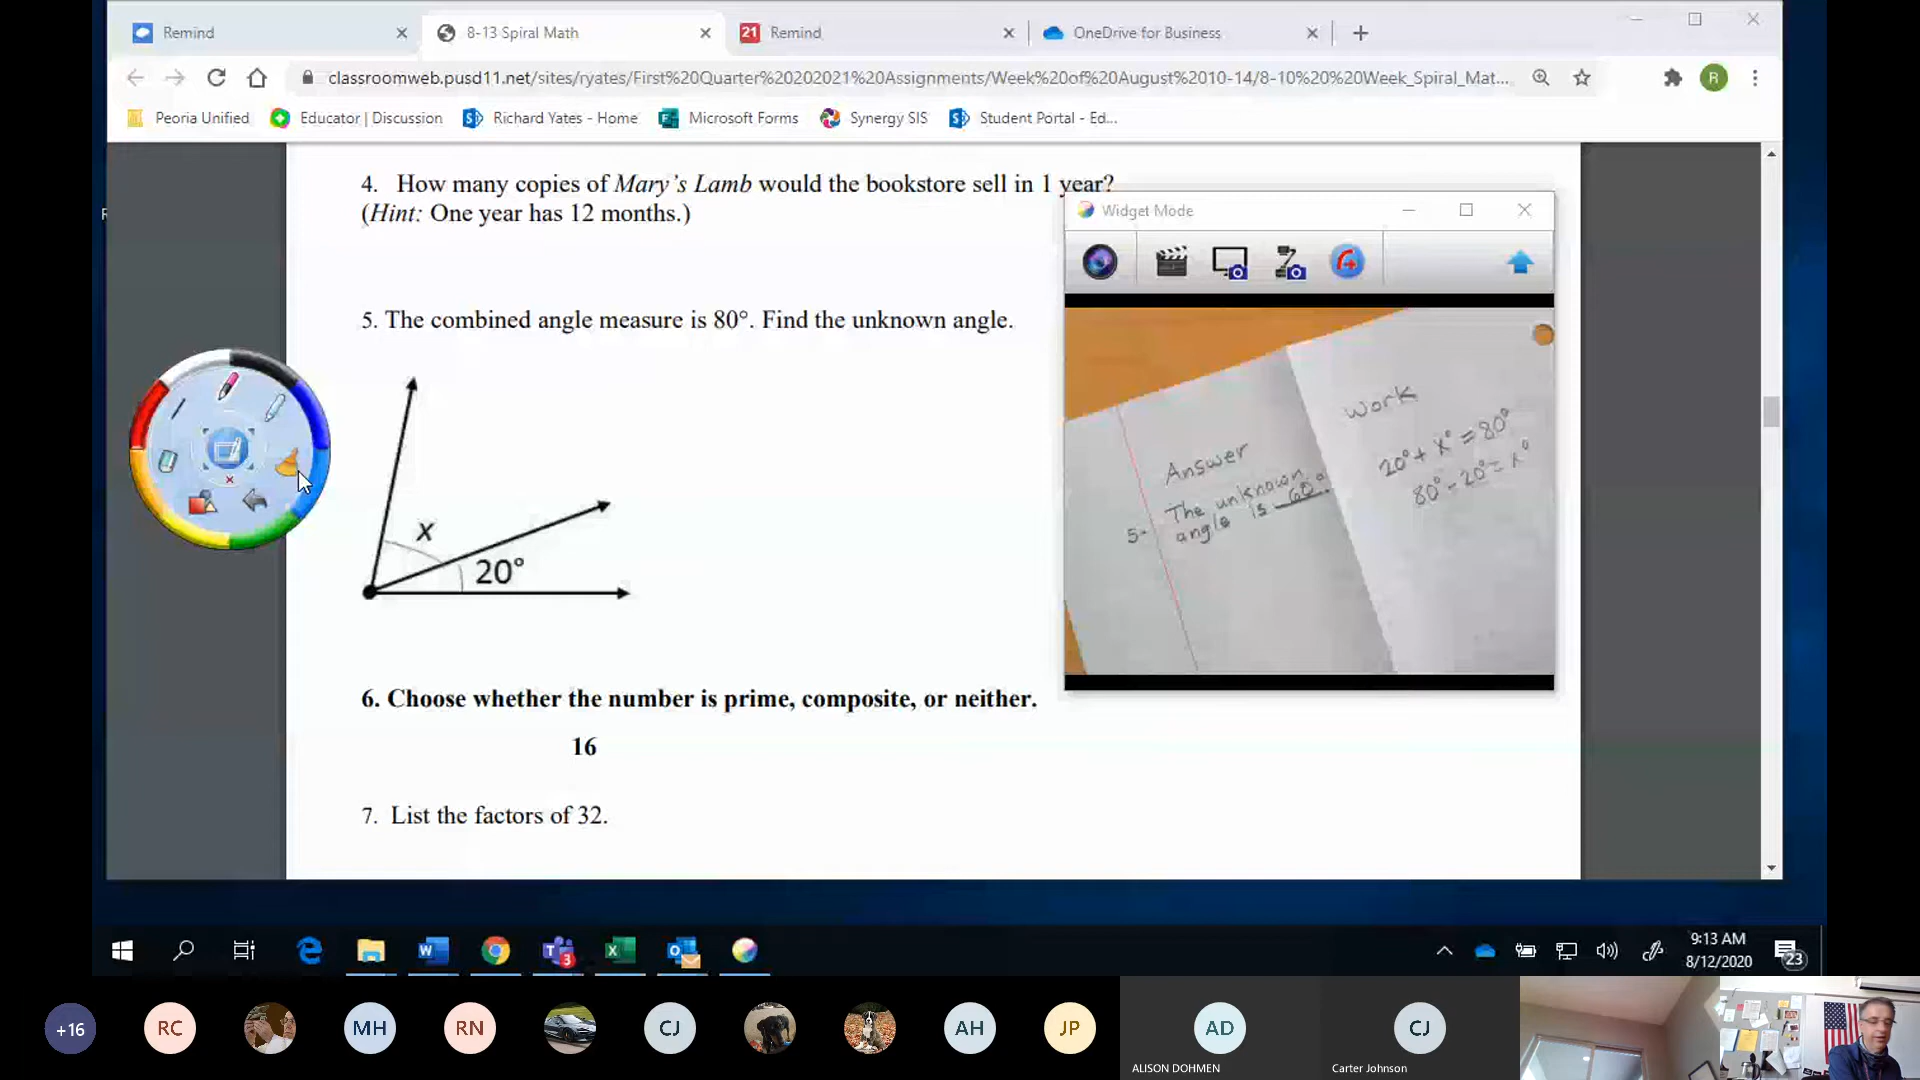 Remind
8-13 Spiral Math
21 Remind
OneDrive for Business
classroomweb.pusd11.net/sites/ryates/First%20Quarter%20202021%20Assignments/Week%20of%20August%2010-14/8-10%20%20Week_Spiral_Mat...
R
Peoria Unified
Educator | Discussion
Richard Yates - Home
Microsoft Forms
Synergy SIS
Student Portal - Ed...
4. How many copies of Mary's Lamb would the bookstore sell in 1 year?
(Hint: One year has 12 months.)
Widget Mode
5. The combined angle measure is 80°. Find the unknown angle.
x
20°
Answer
5- The unknown
angle is 60°
Work
20° + x° = 80°
80° - 20° = x°
6. Choose whether the number is prime, composite, or neither.
16
7. List the factors of 32.
9:13 AM
8/12/2020
23
3
+16
RC
MH
RN
CJ
AH
JP
AD
CJ
ALISON DOHMEN
Carter Johnson